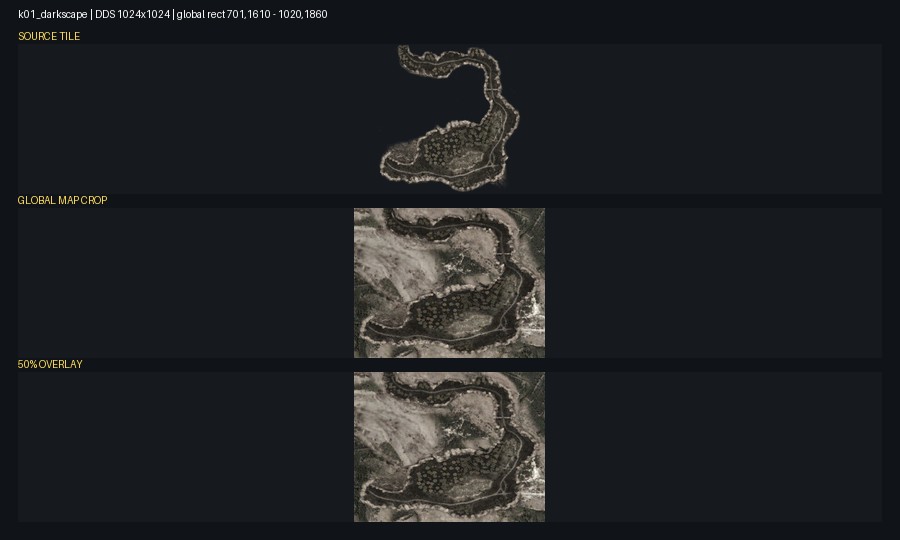 k01_darkscape | DDS 1024x1024 | global rect 701,1610 - 1020,1860
SOURCE TILE
GLOBAL MAP CROP
50% OVERLAY